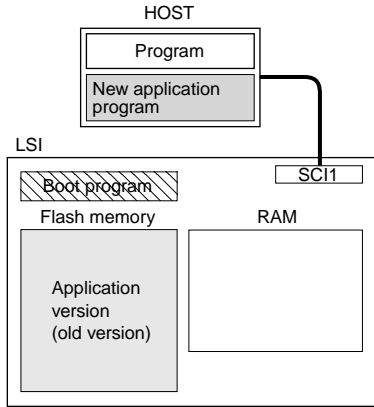 HOST
Program
New application
program
LSI
SCI1
Boot program
Flash memory
RAM
Application
version
(old version)